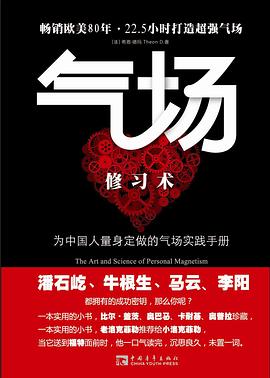 畅销欧美80年·22.5小时打造超强气场
[法] 希恩·德玛 Theon D. 著
气场
修习术
为中国人量身定做的气场实践手册
The Art and Science of Personal Magnetism
潘石屹、牛根生、马云、李阳
都拥有的成功密钥，那么你呢？
一本实用的小书，比尔·盖茨、奥巴马、卡耐基、奥普拉珍藏，
一本实用的小书，老洛克菲勒推荐给小洛克菲勒，
当它送到福特面前时，他一口气读完，沉思良久，未置一词。
中国青年出版社
CHINA YOUTH PRESS